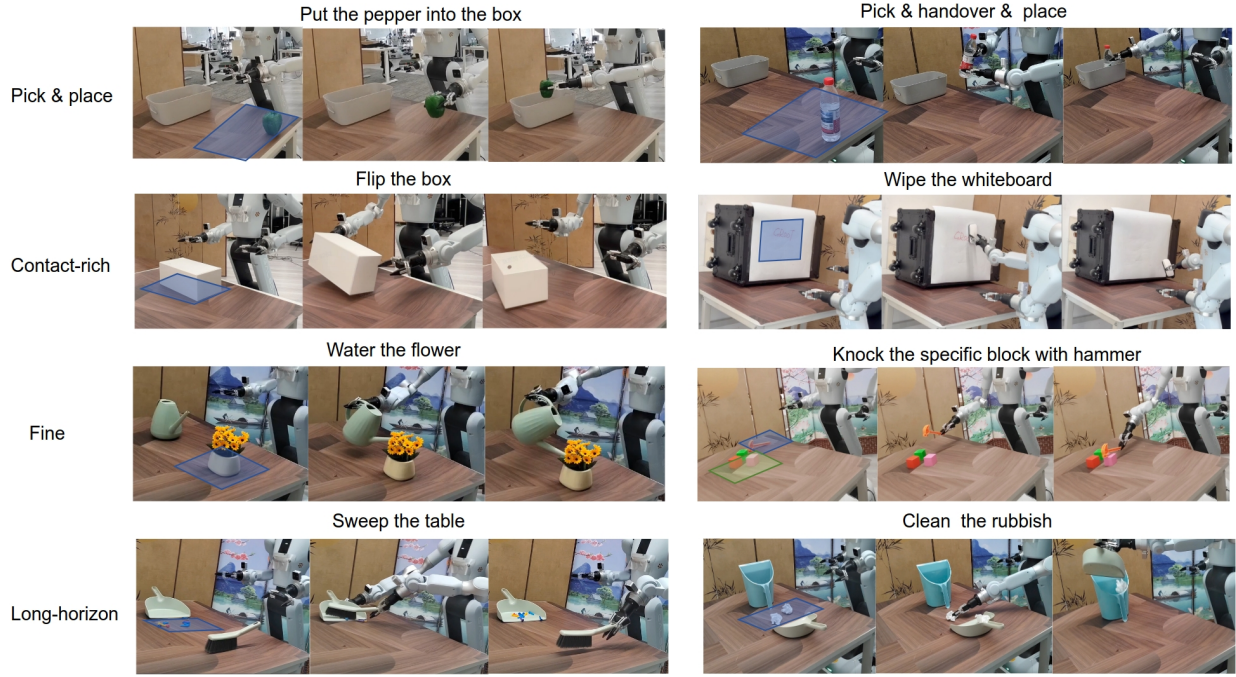 Put the pepper into the box
Pick & handover & place
Pick & place
Flip the box
Wipe the whiteboard
Contact-rich
Water the flower
Knock the specific block with hammer
Fine
Sweep the table
Clean the rubbish
Long-horizon